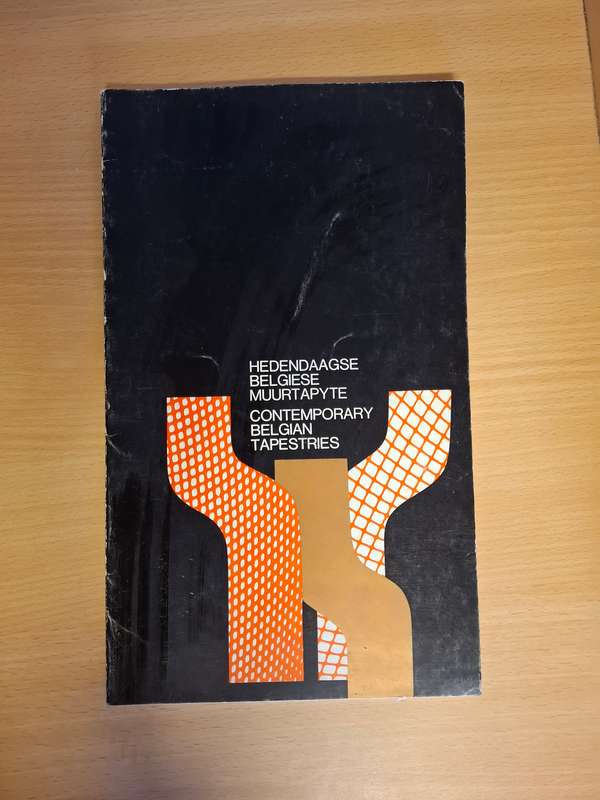 HEDENDAAGSE
BELGIESE
MUURTAPYTE
CONTEMPORARY
BELGIAN
TAPESTRIES